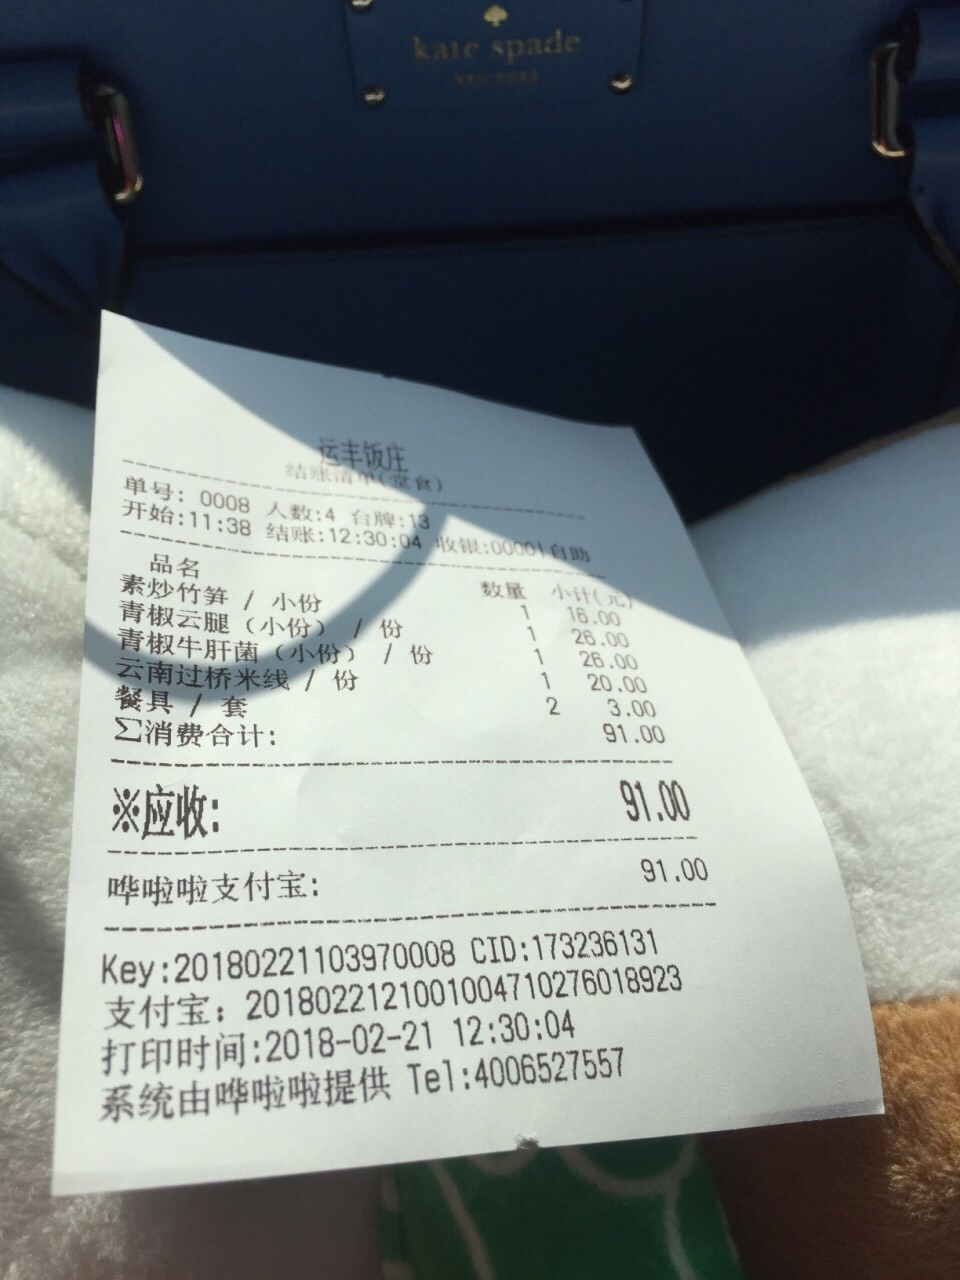 kate spade
NEW YORK
运丰饭庄
结账清单(堂食)
单号: 0008 人数:4 台牌:13
开始:11:38 结账:12:30:04 收银:00001自助
品名 数量 小计(元)
素炒竹笋 / 小份 1 16.00
青椒云腿（小份） / 份 1 26.00
青椒牛肝菌（小份） / 份 1 26.00
云南过桥米线 / 份 1 20.00
餐具 / 套 2 3.00
∑消费合计: 91.00
※应收: 91.00
哗啦啦支付宝: 91.00
Key:20180221103970008 CID:173236131
支付宝: 2018022121001004710276018923
打印时间:2018-02-21 12:30:04
系统由哗啦啦提供 Tel:4006527557